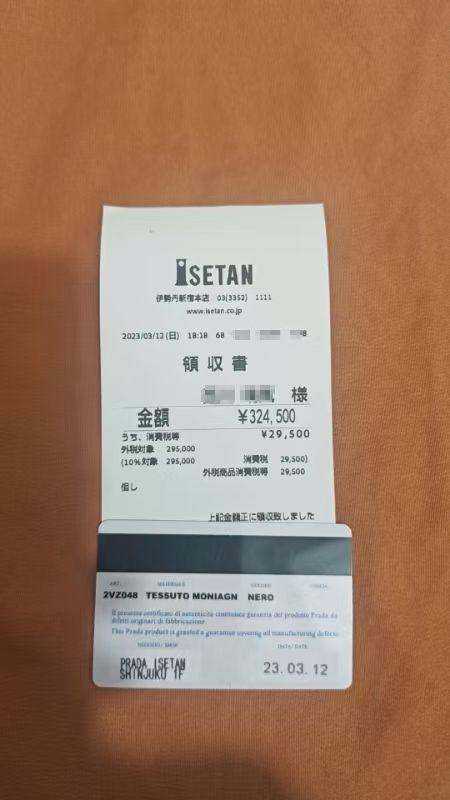 ISETAN
伊勢丹新宿本店 03(3352) 1111
www.isetan.co.jp
2023/03/12(日) 18:18 68
領収書
様
金額 ¥324,500
うち、消費税等 ¥29,500
外税対象 295,000
(10%対象 295,000 消費税 29,500)
外税商品消費税等 29,500
但し
上記金額正に領収致しました
ART. MATERIALE COLORE
2VZ048 TESSUTO MONIAGN NERO
Il presente certificato di autenticità costituisce garanzia del prodotto Prada da
difetti originari di fabbricazione.
This Prada product is granted a guarantee covering all manufacturing defects
NEGOZIO / SHOP DATA / DATE
PRADA ISETAN
SHINJUKU 1F
23.03.12